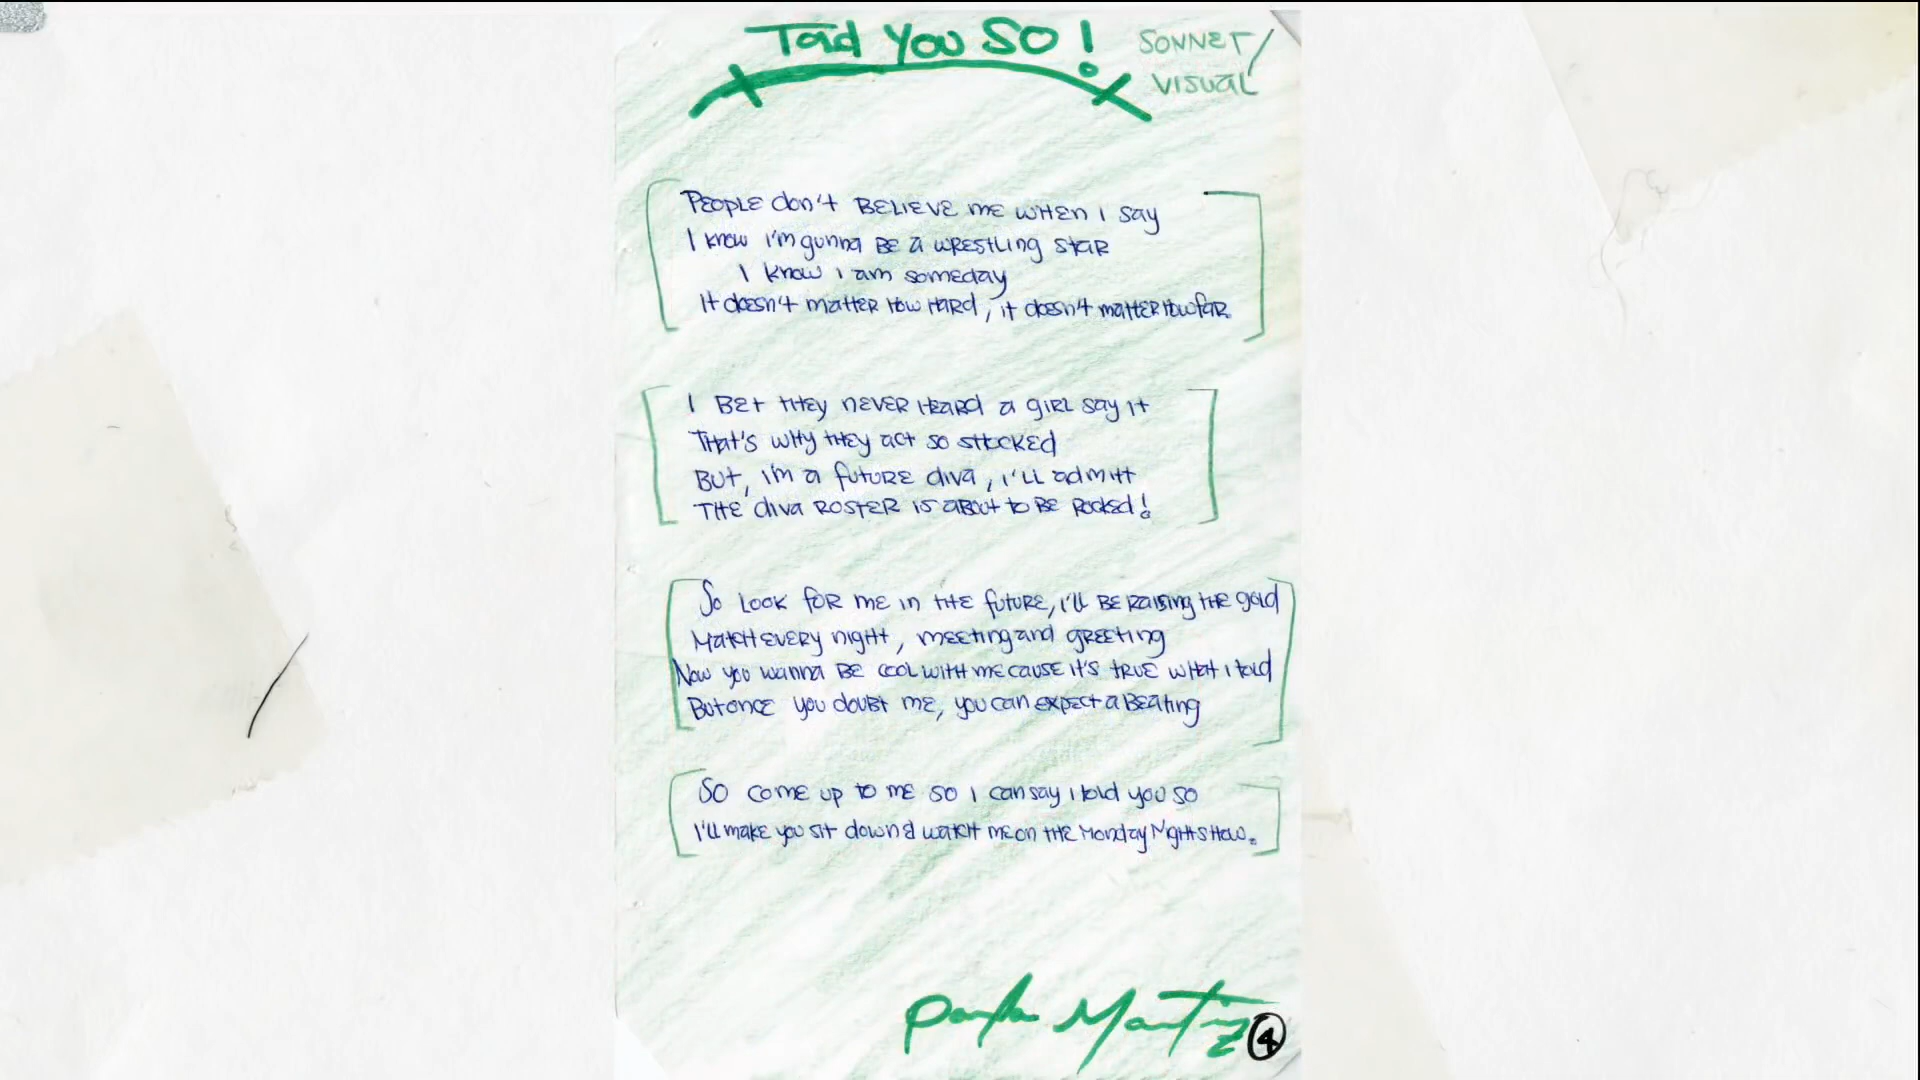 Told You So!
SONNET/
VISUAL
PEOPLE don't BELIEVE me WHEn I say
I know i'm gunna BE a WRESTLing STaR
I know i am somEday
It doesn't matter How HaRd, it doesn't matter How far.
I BEt tHEy nEVER HEaRd a giRL say it
THat's wHy tHEy act so sHocKEd
But, i'm a futuRE diva, i'll admitt
THE diva ROSTER is about to BE Rocked!
So Look foR mE in tHE futuRE, i'll BE Raising tHE gold
Match EVERy nigHt, mEEting and gREEting
Now you wanna BE cool witH mE cause it's tRuE wHat i told
But oncE you doubt mE, you can expEct a BEating
So comE up to mE so i can say i told you so
I'll make you sit down & watcH mE on tHE Monday NigHt sHow.
Paola Martinez
4